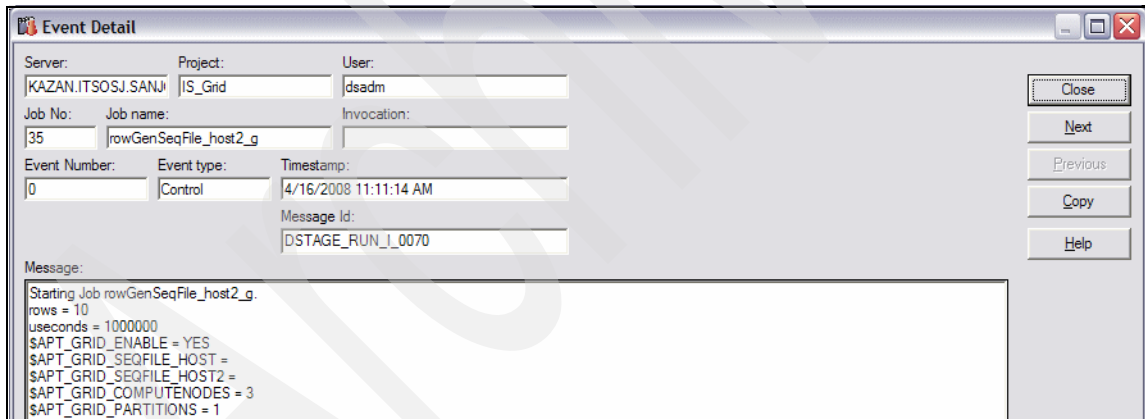 Event Detail
Server: Project: User:
KAZAN.ITSOSJ.SANJ IS_Grid dsadm
Close
Job No: Job name: Invocation:
35 rowGenSeqFile_host2_g
Next
Event Number: Event type: Timestamp:
0 Control 4/16/2008 11:11:14 AM
Previous
Copy
Message Id:
DSTAGE_RUN_I_0070
Help
Message:
Starting Job rowGenSeqFile_host2_g.
rows = 10
useconds = 1000000
$APT_GRID_ENABLE = YES
$APT_GRID_SEQFILE_HOST =
$APT_GRID_SEQFILE_HOST2 =
$APT_GRID_COMPUTENODES = 3
$APT_GRID_PARTITIONS = 1